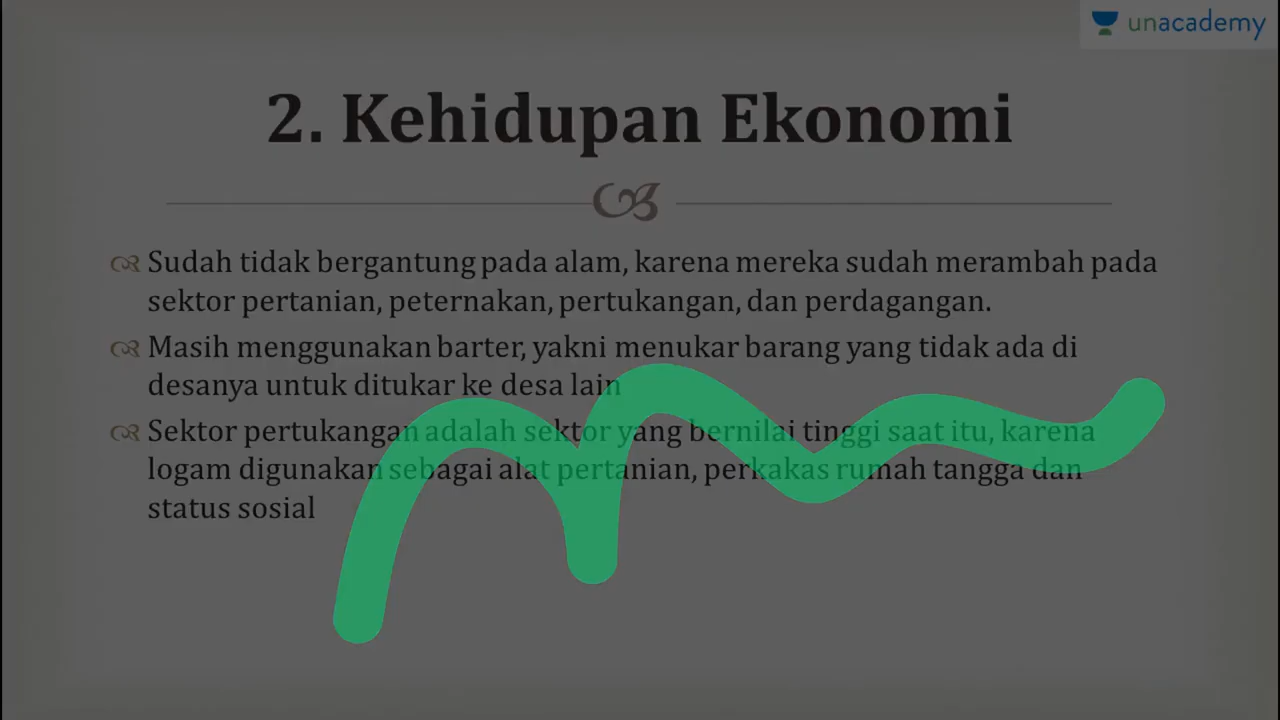 unacademy
2. Kehidupan Ekonomi
Sudah tidak bergantung pada alam, karena mereka sudah merambah pada
sektor pertanian, peternakan, pertukangan, dan perdagangan.
Masih menggunakan barter, yakni menukar barang yang tidak ada di
desanya untuk ditukar ke desa lain
Sektor pertukangan adalah sektor yang bernilai tinggi saat itu, karena
logam digunakan sebagai alat pertanian, perkakas rumah tangga dan
status sosial